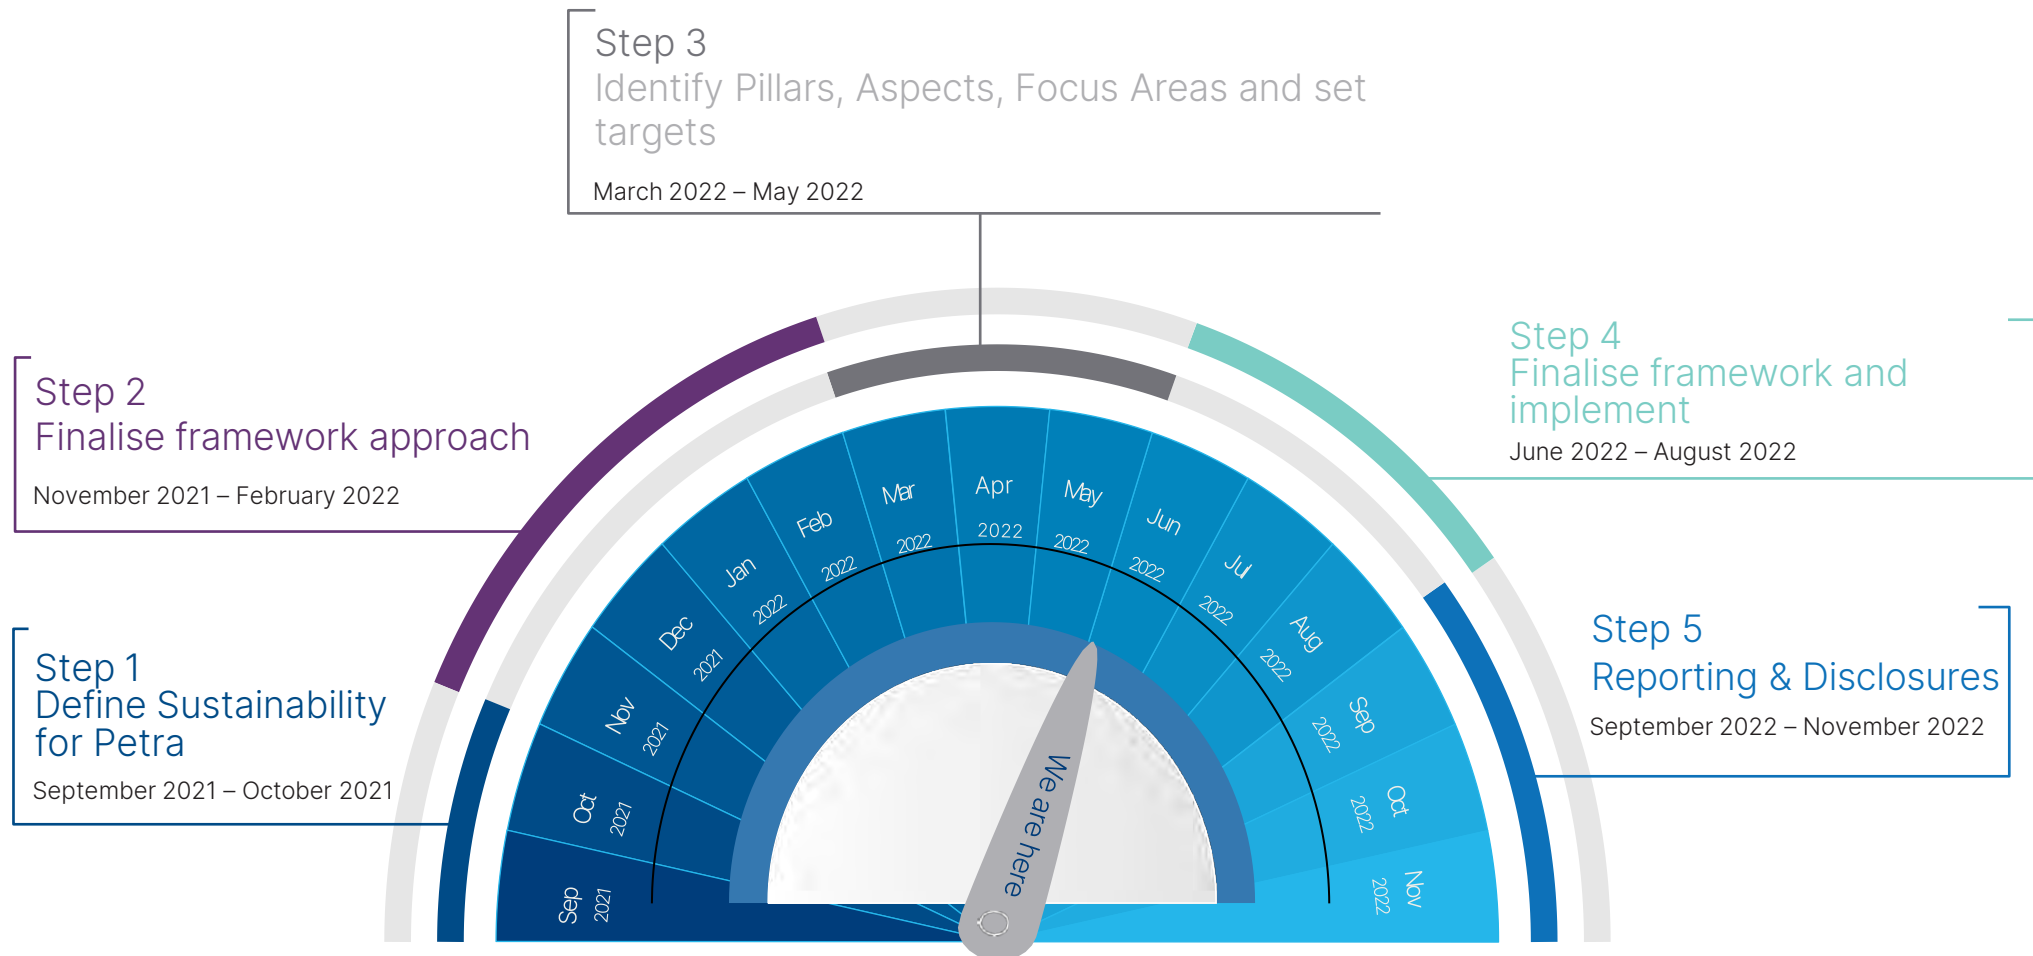 Step 3
Identify Pillars, Aspects, Focus Areas and set
targets
March 2022 – May 2022
Step 2
Finalise framework approach
November 2021 – February 2022
Step 4
Finalise framework and
implement
June 2022 – August 2022
Step 1
Define Sustainability
for Petra
September 2021 – October 2021
Step 5
Reporting & Disclosures
September 2022 – November 2022
Sep
2021
Oct
2021
Nov
2021
Dec
2021
Jan
2022
Feb
2022
Mar
2022
Apr
2022
May
2022
Jun
2022
Jul
2022
Aug
2022
Sep
2022
Oct
2022
Nov
2022
We are here